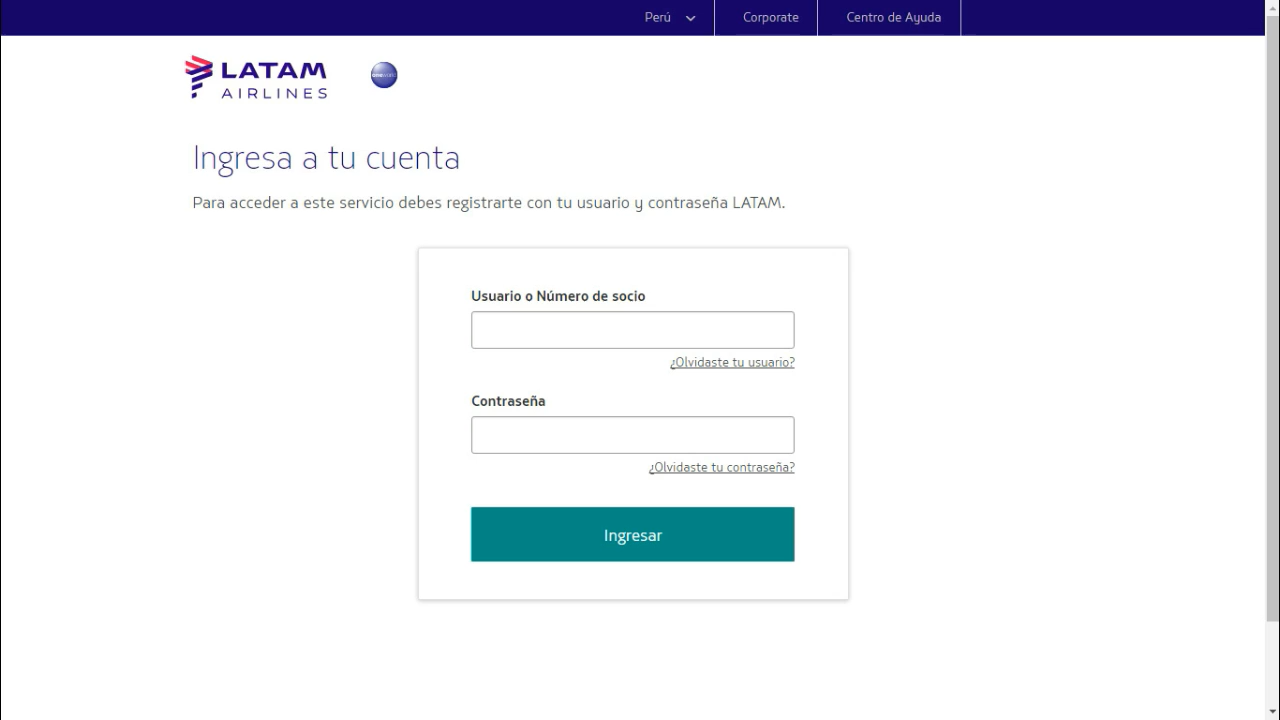 Perú
Corporate
Centro de Ayuda
LATAM
AIRLINES
oneworld
Ingresa a tu cuenta
Para acceder a este servicio debes registrarte con tu usuario y contraseña LATAM.
Usuario o Número de socio
¿Olvidaste tu usuario?
Contraseña
¿Olvidaste tu contraseña?
Ingresar